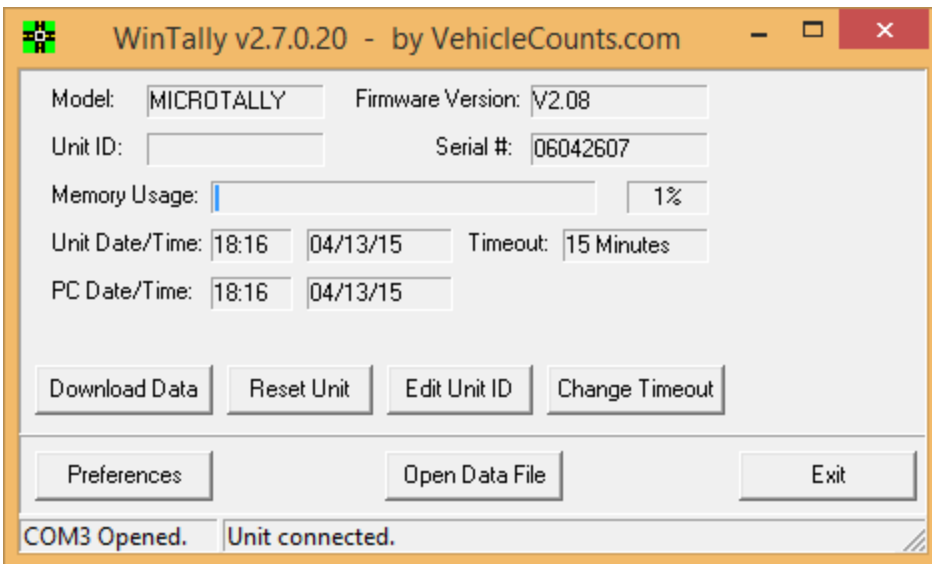 WinTally v2.7.0.20 - by VehicleCounts.com
Model: MICROTALLY Firmware Version: V2.08
Unit ID: Serial #: 06042607
Memory Usage: 1%
Unit Date/Time: 18:16 04/13/15 Timeout: 15 Minutes
PC Date/Time: 18:16 04/13/15
Download Data Reset Unit Edit Unit ID Change Timeout
Preferences Open Data File Exit
COM3 Opened. Unit connected.